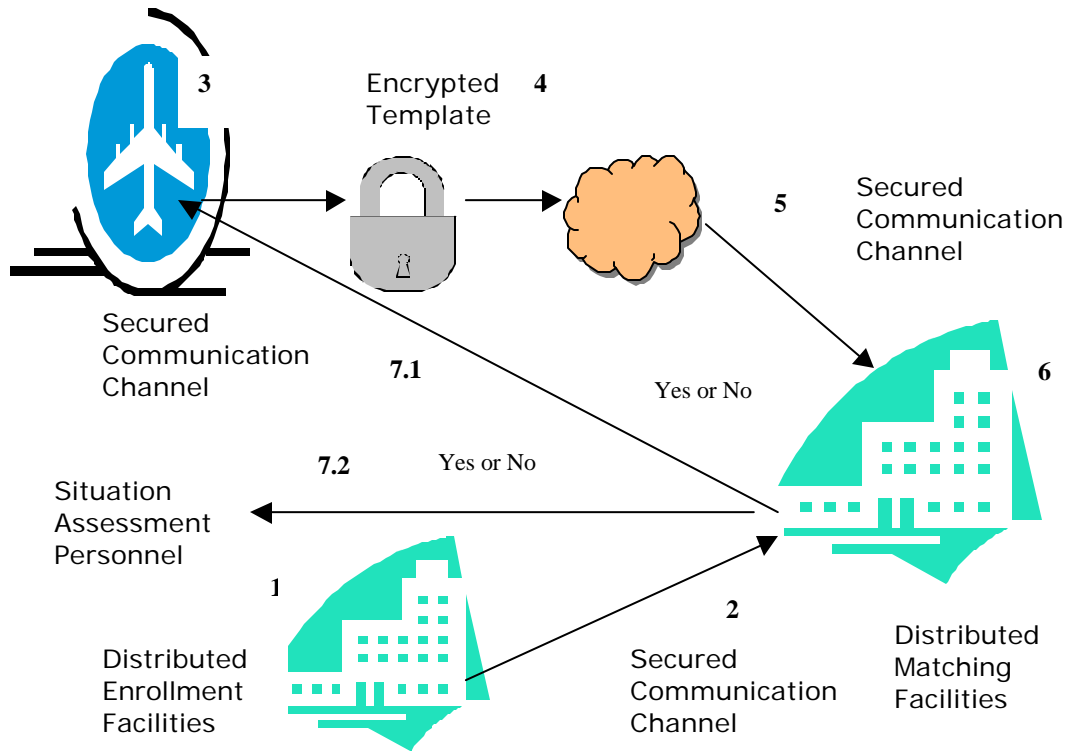 3
Encrypted
Template
4
5
Secured
Communication
Channel
Secured
Communication
Channel
7.1
Yes or No
6
7.2
Yes or No
Situation
Assessment
Personnel
1
2
Distributed
Enrollment
Facilities
Secured
Communication
Channel
Distributed
Matching
Facilities